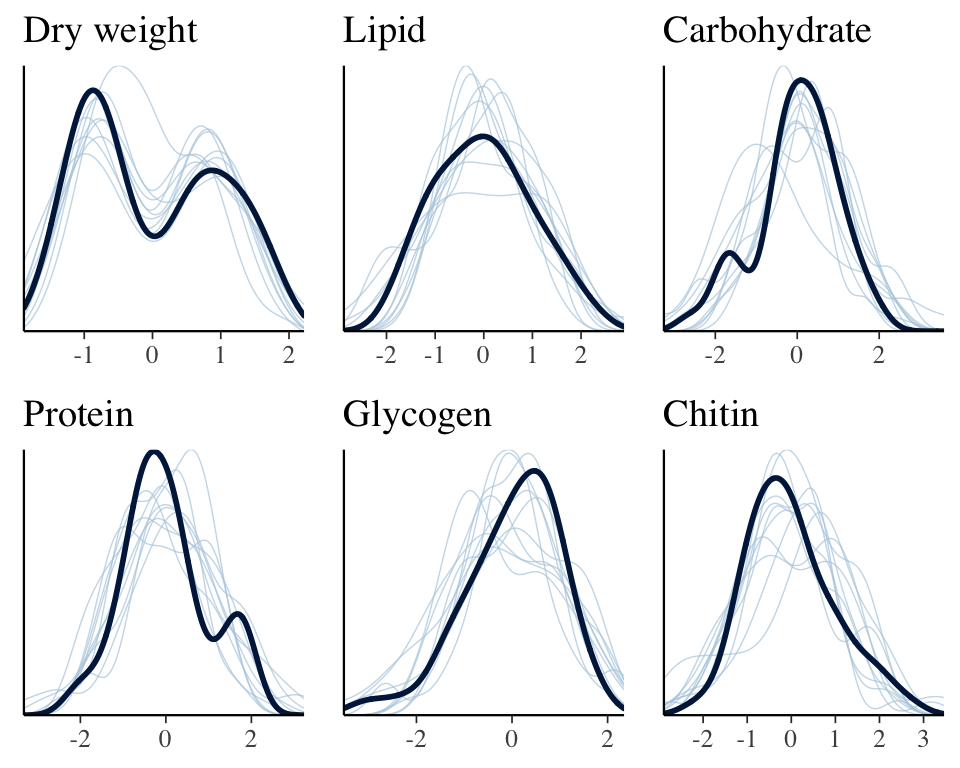 Dry weight Lipid Carbohydrate
-1 0 1 2 -2 -1 0 1 2 -2 0 2
Protein Glycogen Chitin
-2 0 2 -2 0 2 -2 -1 0 1 2 3